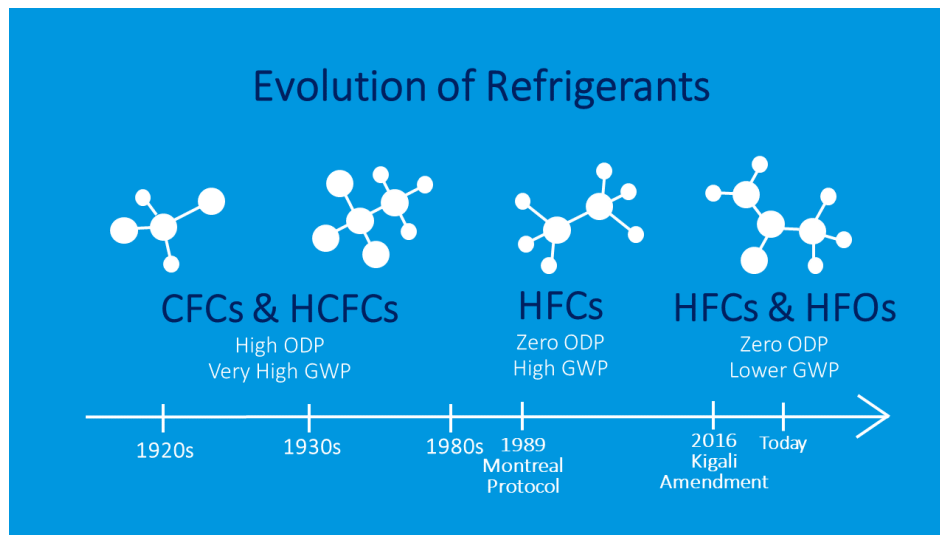 Evolution of Refrigerants
CFCs & HCFCs
High ODP
Very High GWP
HFCs
Zero ODP
High GWP
HFCs & HFOs
Zero ODP
Lower GWP
1920s
1930s
1980s
1989
Montreal
Protocol
2016
Kigali
Amendment
Today